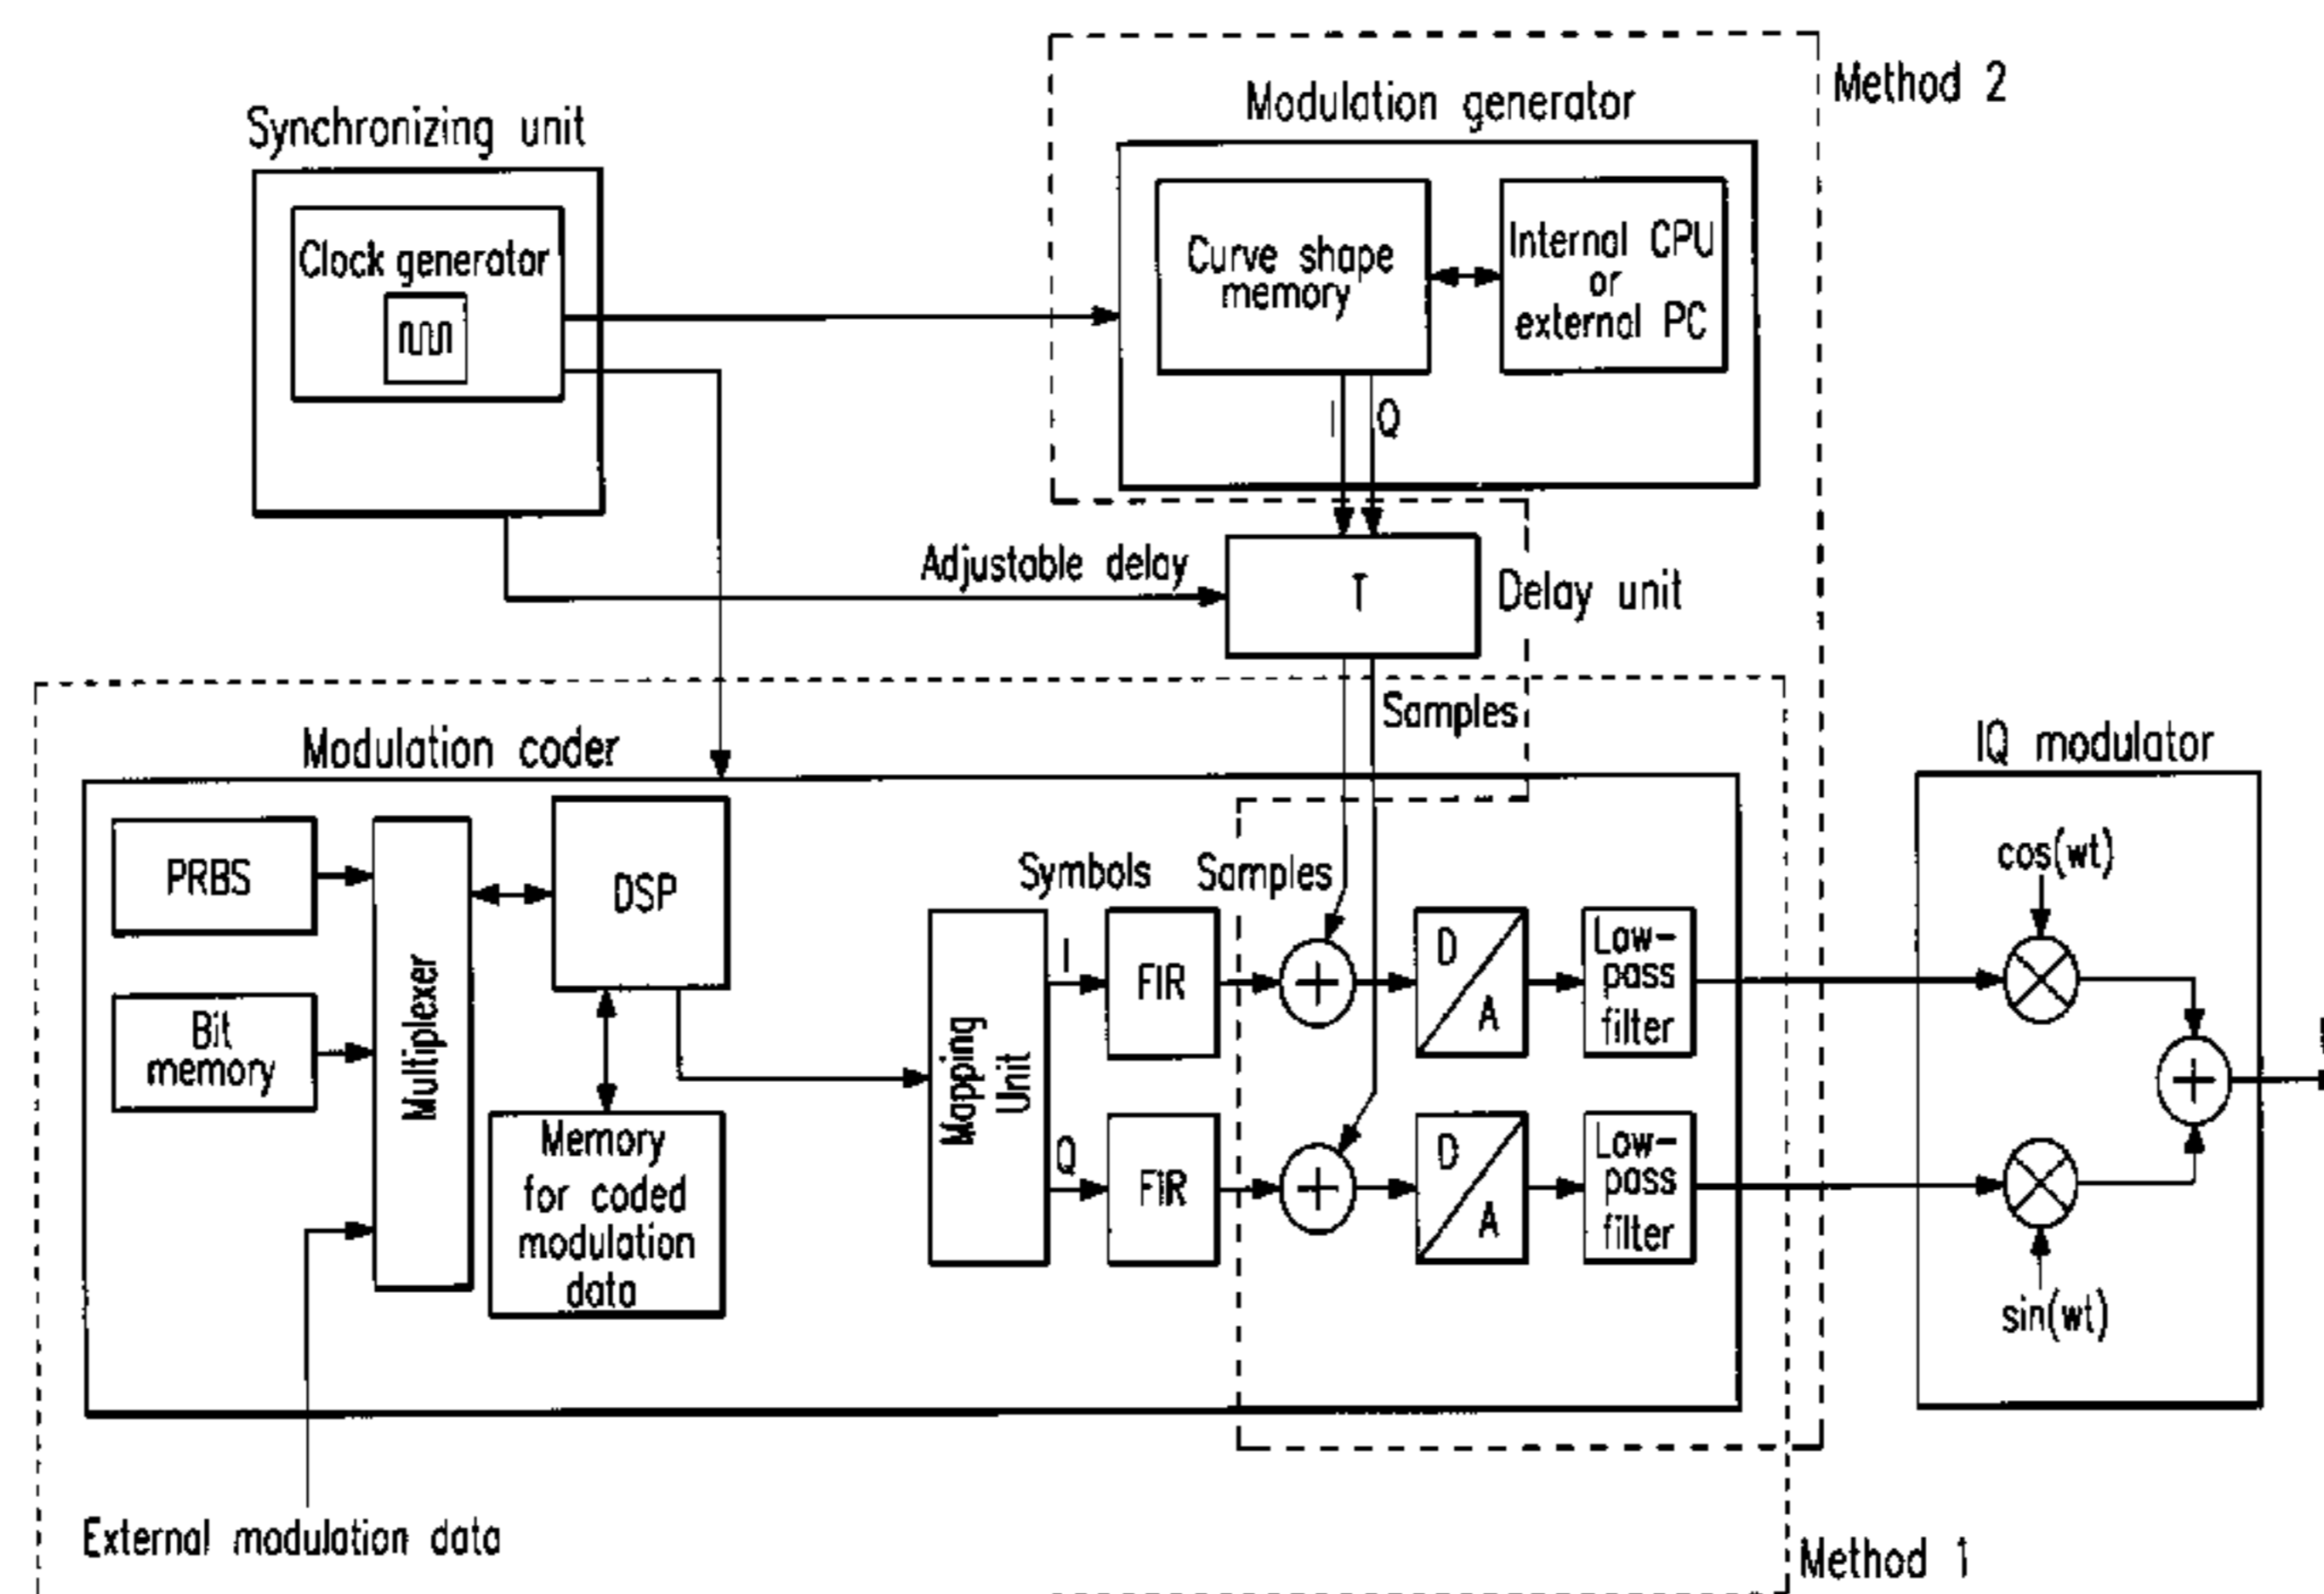 Method 2
Modulation generator
Synchronizing unit
Clock generator
Curve shape
memory
Internal CPU
or
external PC
I Q
Adjustable delay
T
Delay unit
Samples
Modulation coder
IQ modulator
PRBS
Multiplexer
DSP
Symbols
Samples
cos(wt)
Bit
memory
Mapping
Unit
I
FIR
+
D
A
Low-
pass
filter
+
Memory
for coded
modulation
data
Q
FIR
+
D
A
Low-
pass
filter
sin(wt)
External modulation data
Method 1